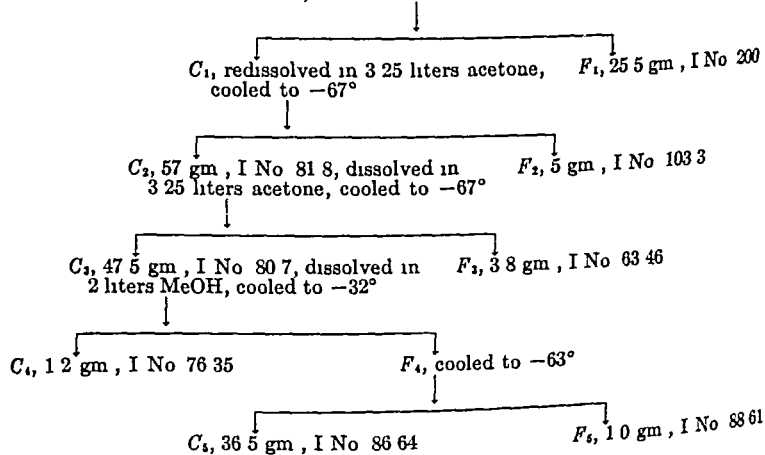 C₁, redissolved in 3 25 liters acetone,
cooled to −67°
F₁, 25 5 gm , I No 200
C₂, 57 gm , I No 81 8, dissolved in
3 25 liters acetone, cooled to −67°
F₂, 5 gm , I No 103 3
C₃, 47 5 gm , I No 80 7, dissolved in
2 liters MeOH, cooled to −32°
F₃, 3 8 gm , I No 63 46
C₄, 1 2 gm , I No 76 35
F₄, cooled to −63°
C₅, 36 5 gm , I No 86 64
F₅, 1 0 gm , I No 88 61